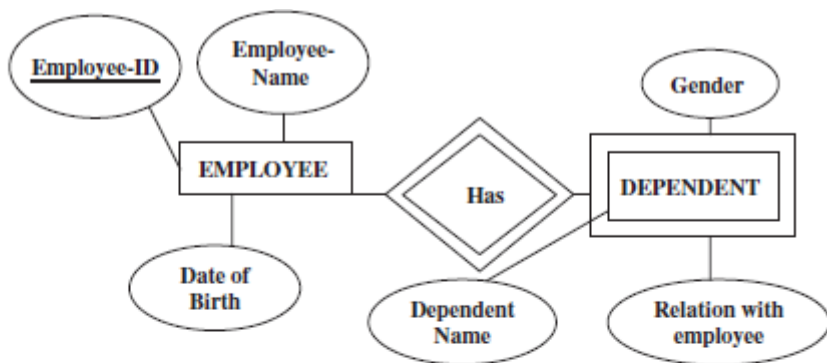 Employee-ID
Employee-
Name
Gender
EMPLOYEE
Has
DEPENDENT
Date of
Birth
Dependent
Name
Relation with
employee